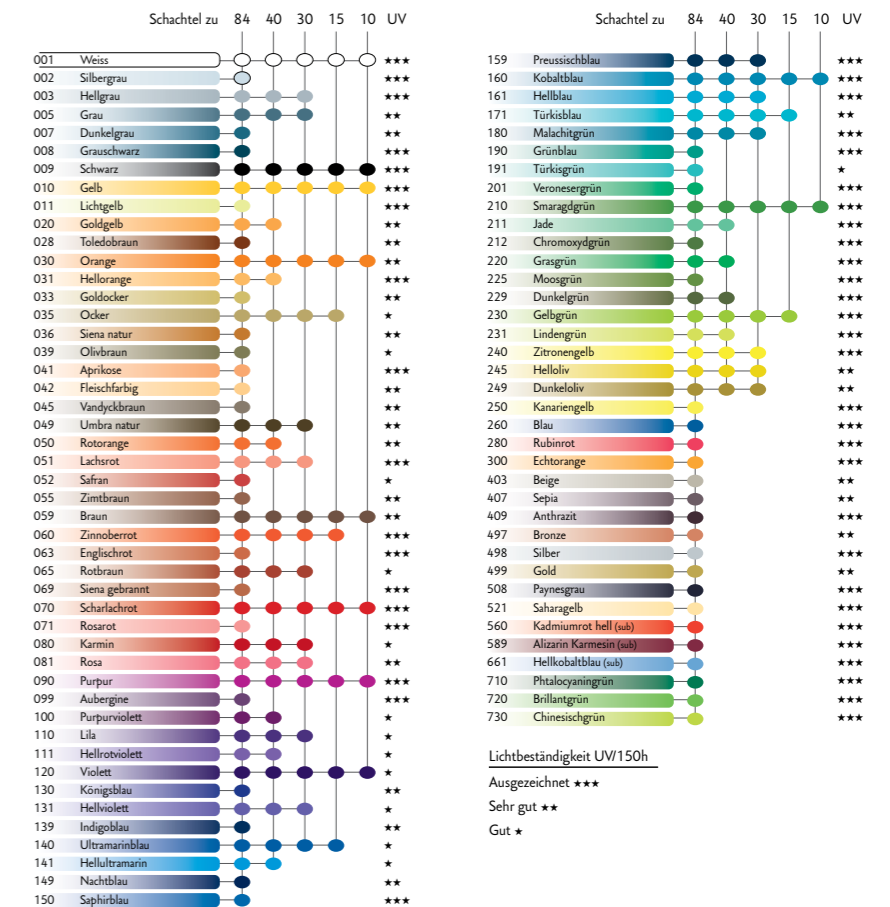 Schachtel zu 84 40 30 15 10 UV
001 Weiss ★★★
002 Silbergrau ★★★
003 Hellgrau ★★★
005 Grau ★★
007 Dunkelgrau ★★
008 Grauschwarz ★★★
009 Schwarz ★★★
010 Gelb ★★★
011 Lichtgelb ★★★
020 Goldgelb ★★
028 Toledobraun ★★
030 Orange ★★
031 Hellorange ★★★
033 Goldocker ★★
035 Ocker ★
036 Siena natur ★★
039 Olivbraun ★
041 Aprikose ★★★
042 Fleischfarbig ★★
045 Vandyckbraun ★★
049 Umbra natur ★★
050 Rotorange ★★
051 Lachsrot ★★★
052 Safran ★
055 Zimtbraun ★★
059 Braun ★★
060 Zinnoberrot ★★★
063 Englischrot ★★★
065 Rotbraun ★
069 Siena gebrannt ★★★
070 Scharlachrot ★★★
071 Rosarot ★★★
080 Karmin ★
081 Rosa ★★
090 Purpur ★★★
099 Aubergine ★★★
100 Purpurviolett ★
110 Lila ★
111 Hellrotviolett ★
120 Violett ★
130 Königsblau ★★
131 Hellviolett ★
139 Indigoblau ★★
140 Ultramarinblau ★
141 Hellultramarin ★
149 Nachtblau ★★
150 Saphirblau ★★★
Schachtel zu 84 40 30 15 10 UV
159 Preussischblau ★★★
160 Kobaltblau ★★★
161 Hellblau ★★★
171 Türkisblau ★★
180 Malachitgrün ★★★
190 Grünblau ★★★
191 Türkisgrün ★
201 Veronesergrün ★★★
210 Smaragdgrün ★★★
211 Jade ★★★
212 Chromoxydgrün ★★★
220 Grasgrün ★★★
225 Moosgrün ★★★
229 Dunkelgrün ★★★
230 Gelbgrün ★★★
231 Lindengrün ★★★
240 Zitronengelb ★★★
245 Helloliv ★★
249 Dunkeloliv ★★
250 Kanariengelb ★★★
260 Blau ★★★
280 Rubinrot ★★★
300 Echtorange ★★★
403 Beige ★★
407 Sepia ★★
409 Anthrazit ★★★
497 Bronze ★★
498 Silber ★★★
499 Gold ★★
508 Paynesgrau ★★★
521 Saharagelb ★★★
560 Kadmiumrot hell (sub) ★★★
589 Alizarin Karmesin (sub) ★★★
661 Hellkobaltblau (sub) ★★★
710 Phtalocyaningrün ★★★
720 Brillantgrün ★★★
730 Chinesischgrün ★★★
Lichtbeständigkeit UV/150h
Ausgezeichnet ★★★
Sehr gut ★★
Gut ★